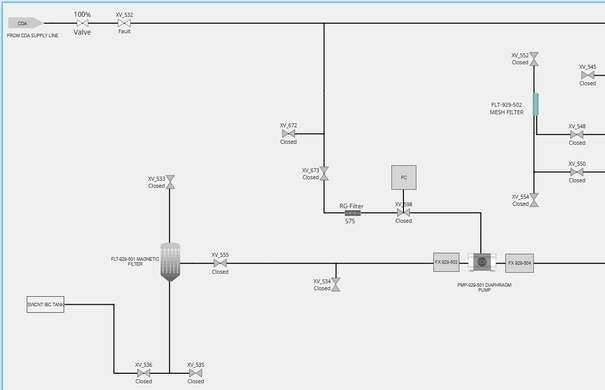 CDA
FROM CDA SUPPLY LINE
100%
Valve
XV_532
Fault
XV_552
Closed
XV_545
Closed
FLT-929-502
MESH FILTER
XV_548
Closed
XV_672
Closed
XV_550
Closed
XV_673
Closed
FC
XV_533
Closed
XV_554
Closed
RG-Filter
575
XV_598
Closed
FLT-929-501 MAGNETIC
FILTER
XV_555
Closed
XV_534
Closed
FX 929-503
FX 929-504
PMP-929-501 DIAPHRAGM
PUMP
SWCNT IBC TANK
XV_536
Closed
XV_535
Closed